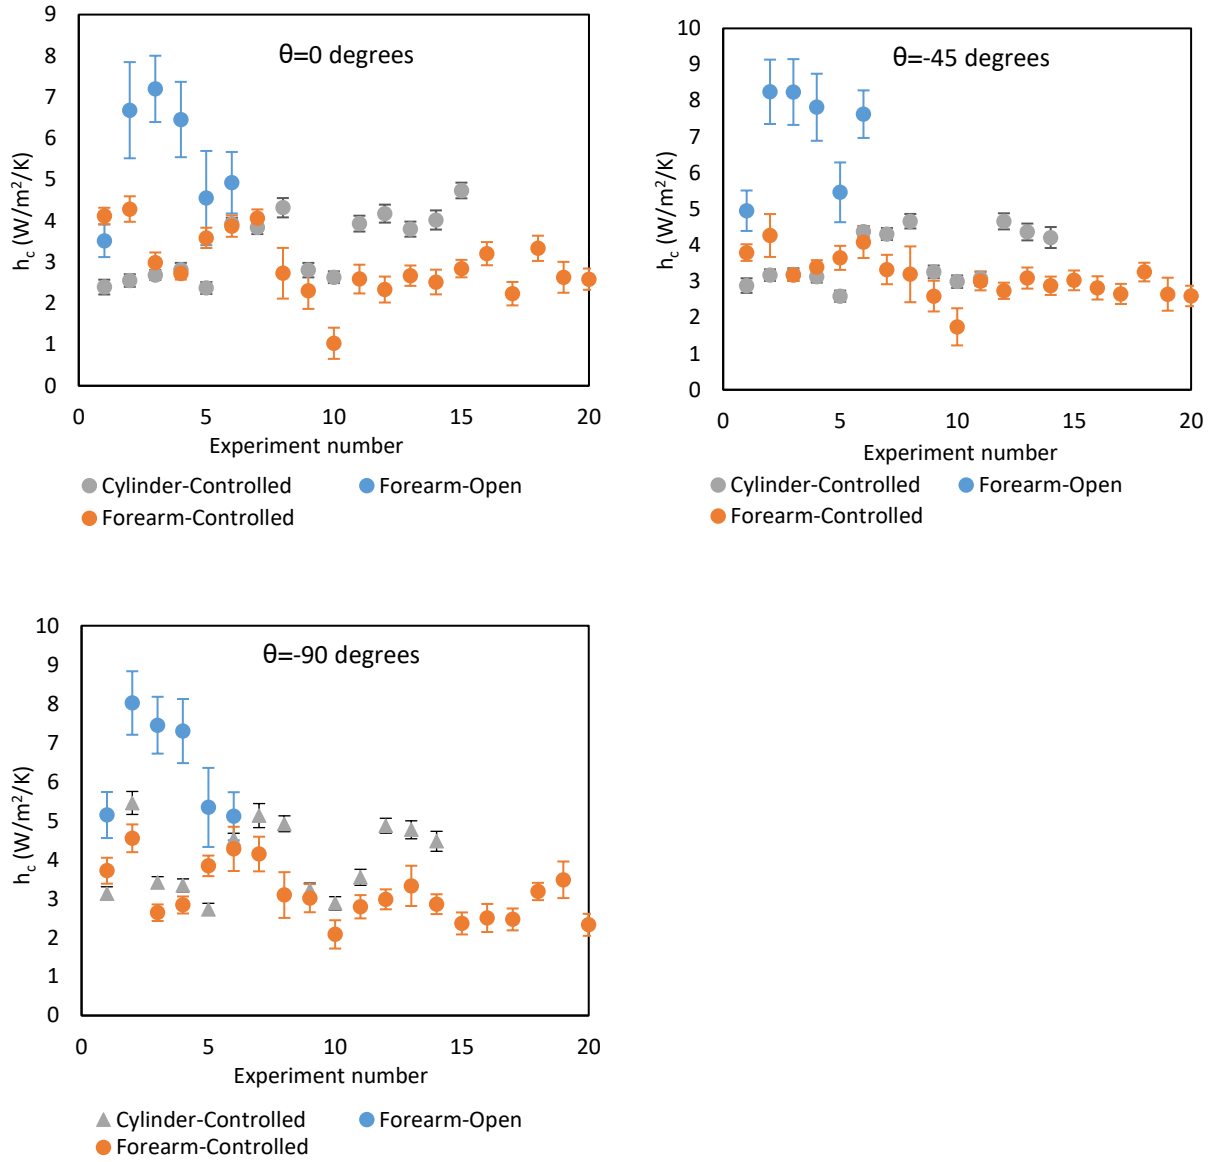 θ=0 degrees
h_c (W/m²/K)
9
8
7
6
5
4
3
2
1
0
0 5 10 15 20
Experiment number
Cylinder-Controlled Forearm-Open
Forearm-Controlled
θ=-45 degrees
h_c (W/m²/K)
10
9
8
7
6
5
4
3
2
1
0
0 5 10 15 20
Experiment number
Cylinder-Controlled Forearm-Open
Forearm-Controlled
θ=-90 degrees
h_c (W/m²/K)
10
9
8
7
6
5
4
3
2
1
0
0 5 10 15 20
Experiment number
Cylinder-Controlled Forearm-Open
Forearm-Controlled